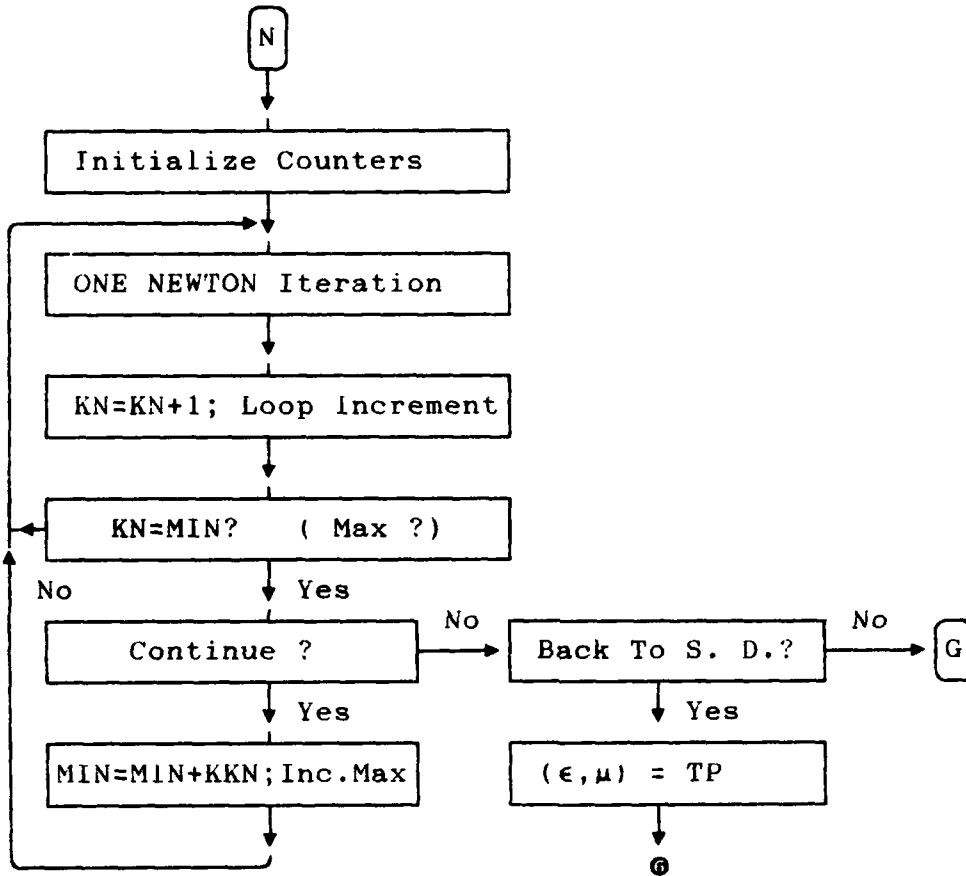 N
Initialize Counters
ONE NEWTON Iteration
KN=KN+1; Loop Increment
KN=MIN? ( Max ?)
No
Yes
Continue ?
No
Back To S. D.?
No
G
Yes
Yes
MIN=MIN+KKN;Inc.Max
(ϵ,μ) = TP